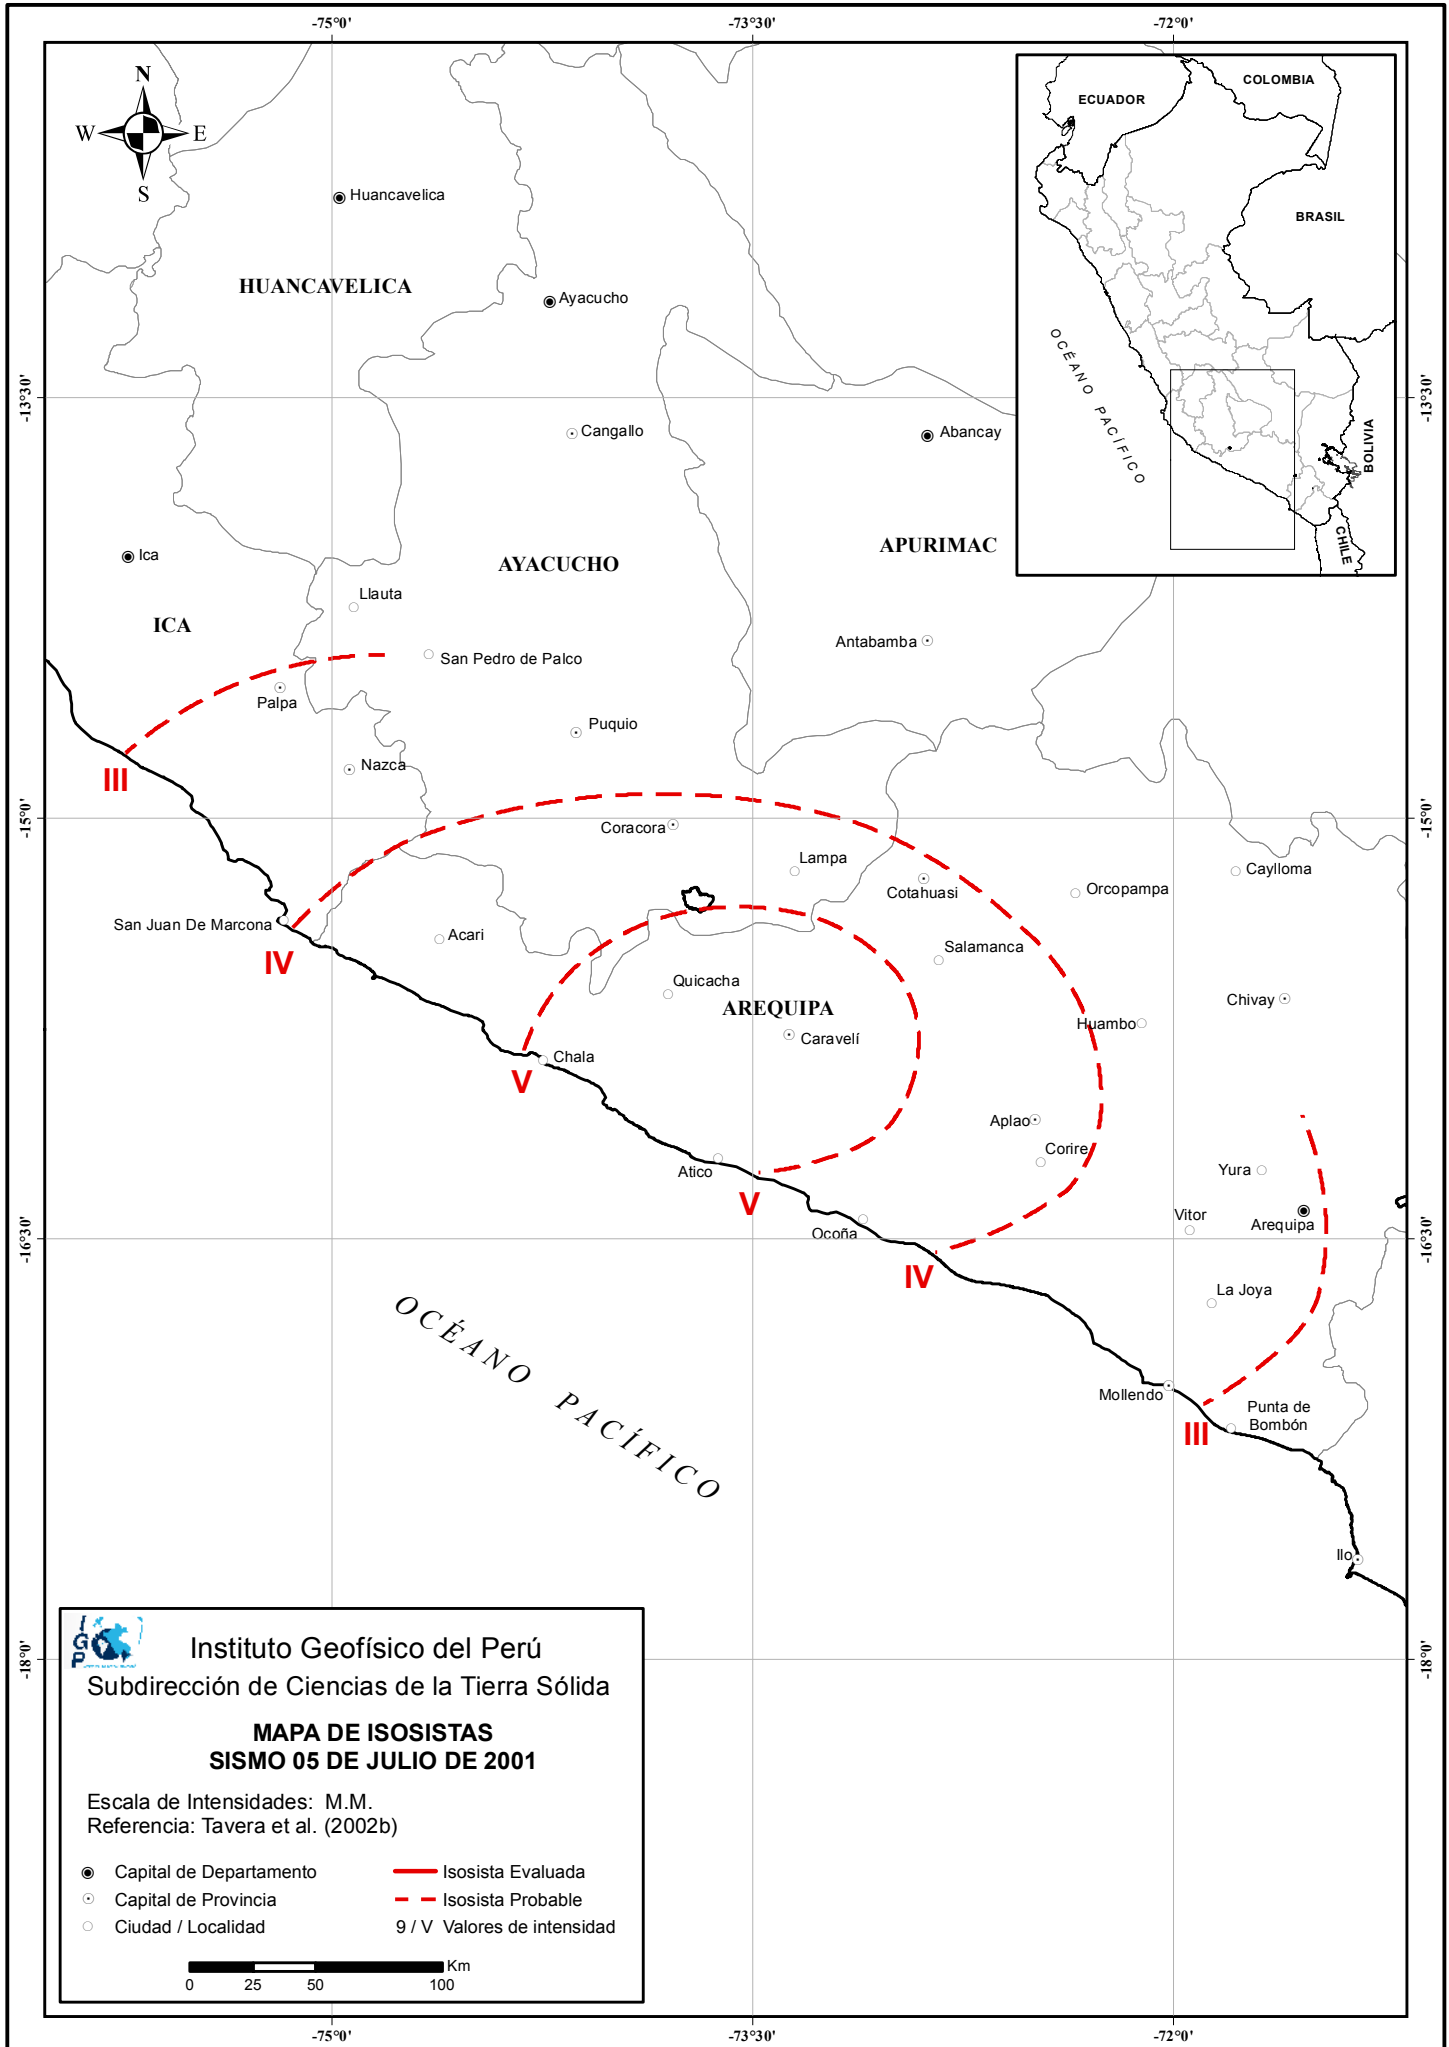 -75°0'
-73°30'
-72°0'
N
W
E
S
COLOMBIA
ECUADOR
BRASIL
OCÉANO PACÍFICO
BOLIVIA
CHILE
Huancavelica
HUANCAVELICA
Ayacucho
-13°30'
-13°30'
Cangallo
Abancay
Ica
AYACUCHO
APURIMAC
Llauta
ICA
Antabamba
San Pedro de Palco
Palpa
Puquio
Nazca
III
-15°0'
-15°0'
Coracora
Lampa
Cotahuasi
Orcopampa
Caylloma
San Juan De Marcona
Acari
Salamanca
IV
Quicacha
AREQUIPA
Chivay
Huambo
Caravelí
Chala
V
Aplao
Corire
Atico
Yura
V
Vitor
Arequipa
Ocoña
-16°30'
-16°30'
IV
La Joya
OCÉANO PACÍFICO
Mollendo
Punta de
Bombón
III
Ilo
-18°0'
-18°0'
IGP
Instituto Geofísico del Perú
Subdirección de Ciencias de la Tierra Sólida
MAPA DE ISOSISTAS
SISMO 05 DE JULIO DE 2001
Escala de Intensidades: M.M.
Referencia: Tavera et al. (2002b)
Capital de Departamento
Isosista Evaluada
Capital de Provincia
Isosista Probable
Ciudad / Localidad
9 / V Valores de intensidad
Km
0 25 50 100
-75°0'
-73°30'
-72°0'